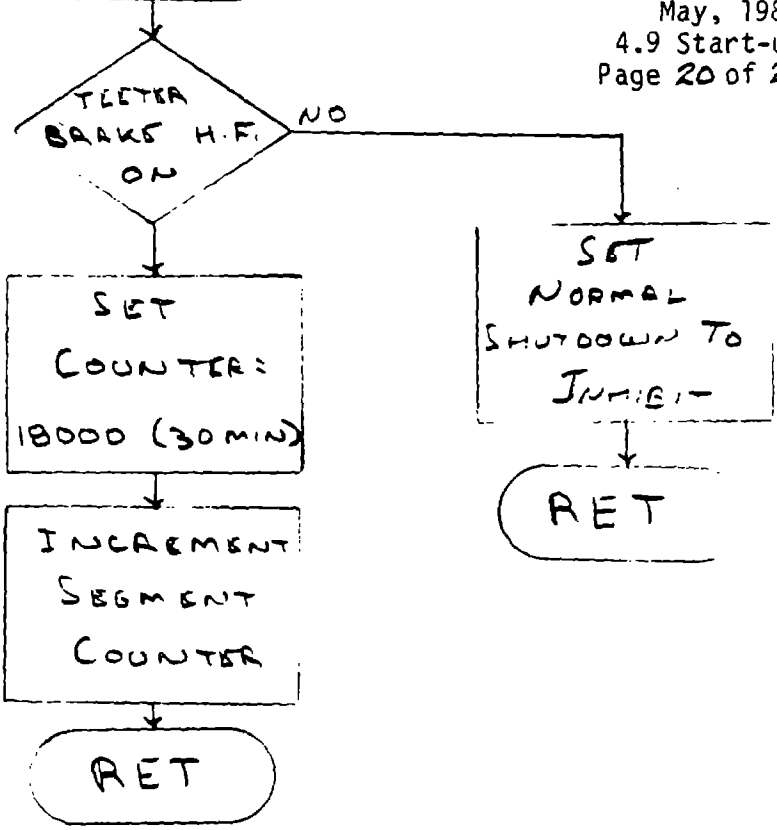 May, 198
4.9 Start-u
Page 20 of 2
TEETER
BRAKE H.F.
ON
NO
SET
COUNTER:
18000 (30 MIN)
INCREMENT
SEGMENT
COUNTER
RET
SET
NORMAL
SHUTDOWN TO
RET